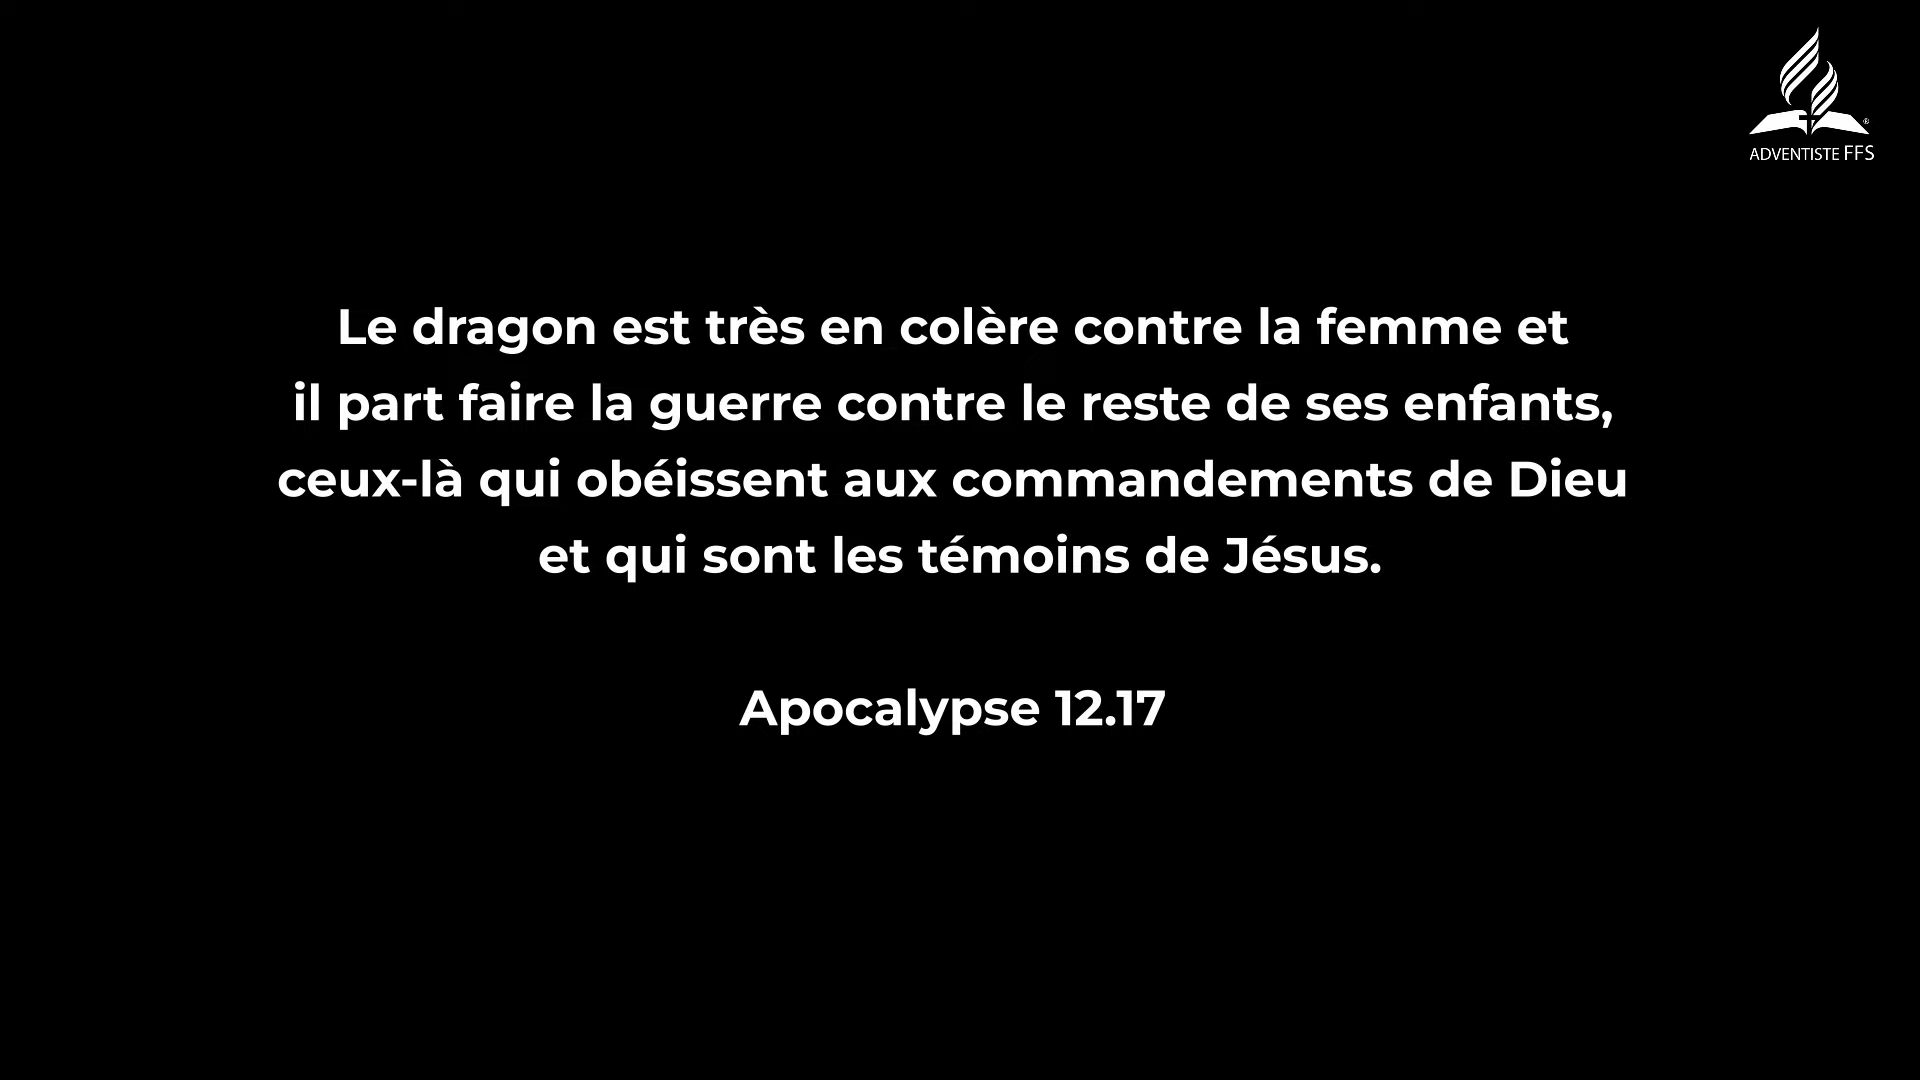 ADVENTISTE FFS
Le dragon est très en colère contre la femme et
il part faire la guerre contre le reste de ses enfants,
ceux-là qui obéissent aux commandements de Dieu
et qui sont les témoins de Jésus.
Apocalypse 12.17